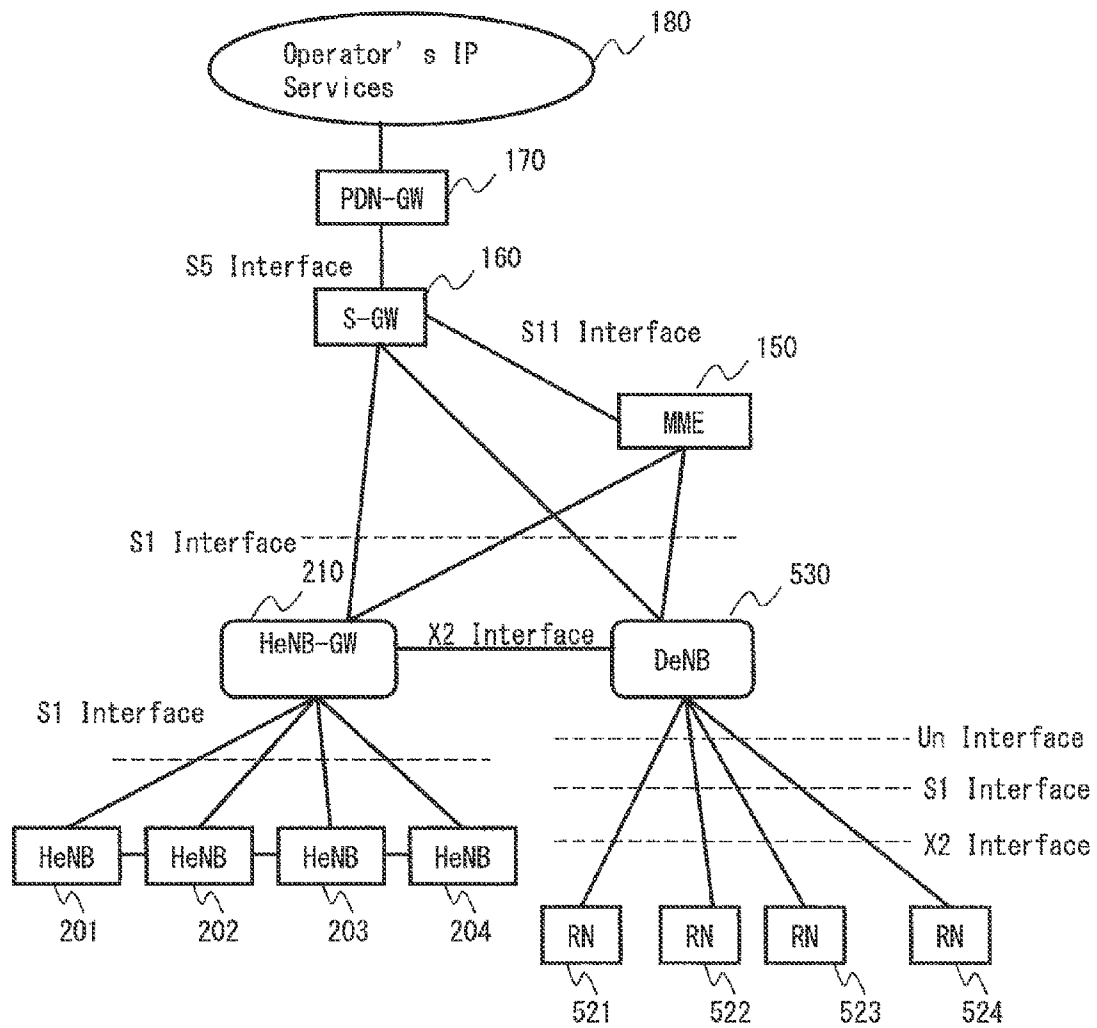 180
Operator's IP
Services
170
PDN-GW
S5 Interface
160
S-GW
S11 Interface
150
MME
S1 Interface
210
530
HeNB-GW
X2 Interface
DeNB
S1 Interface
Un Interface
S1 Interface
X2 Interface
HeNB
HeNB
HeNB
HeNB
201
202
203
204
RN
RN
RN
RN
521
522
523
524